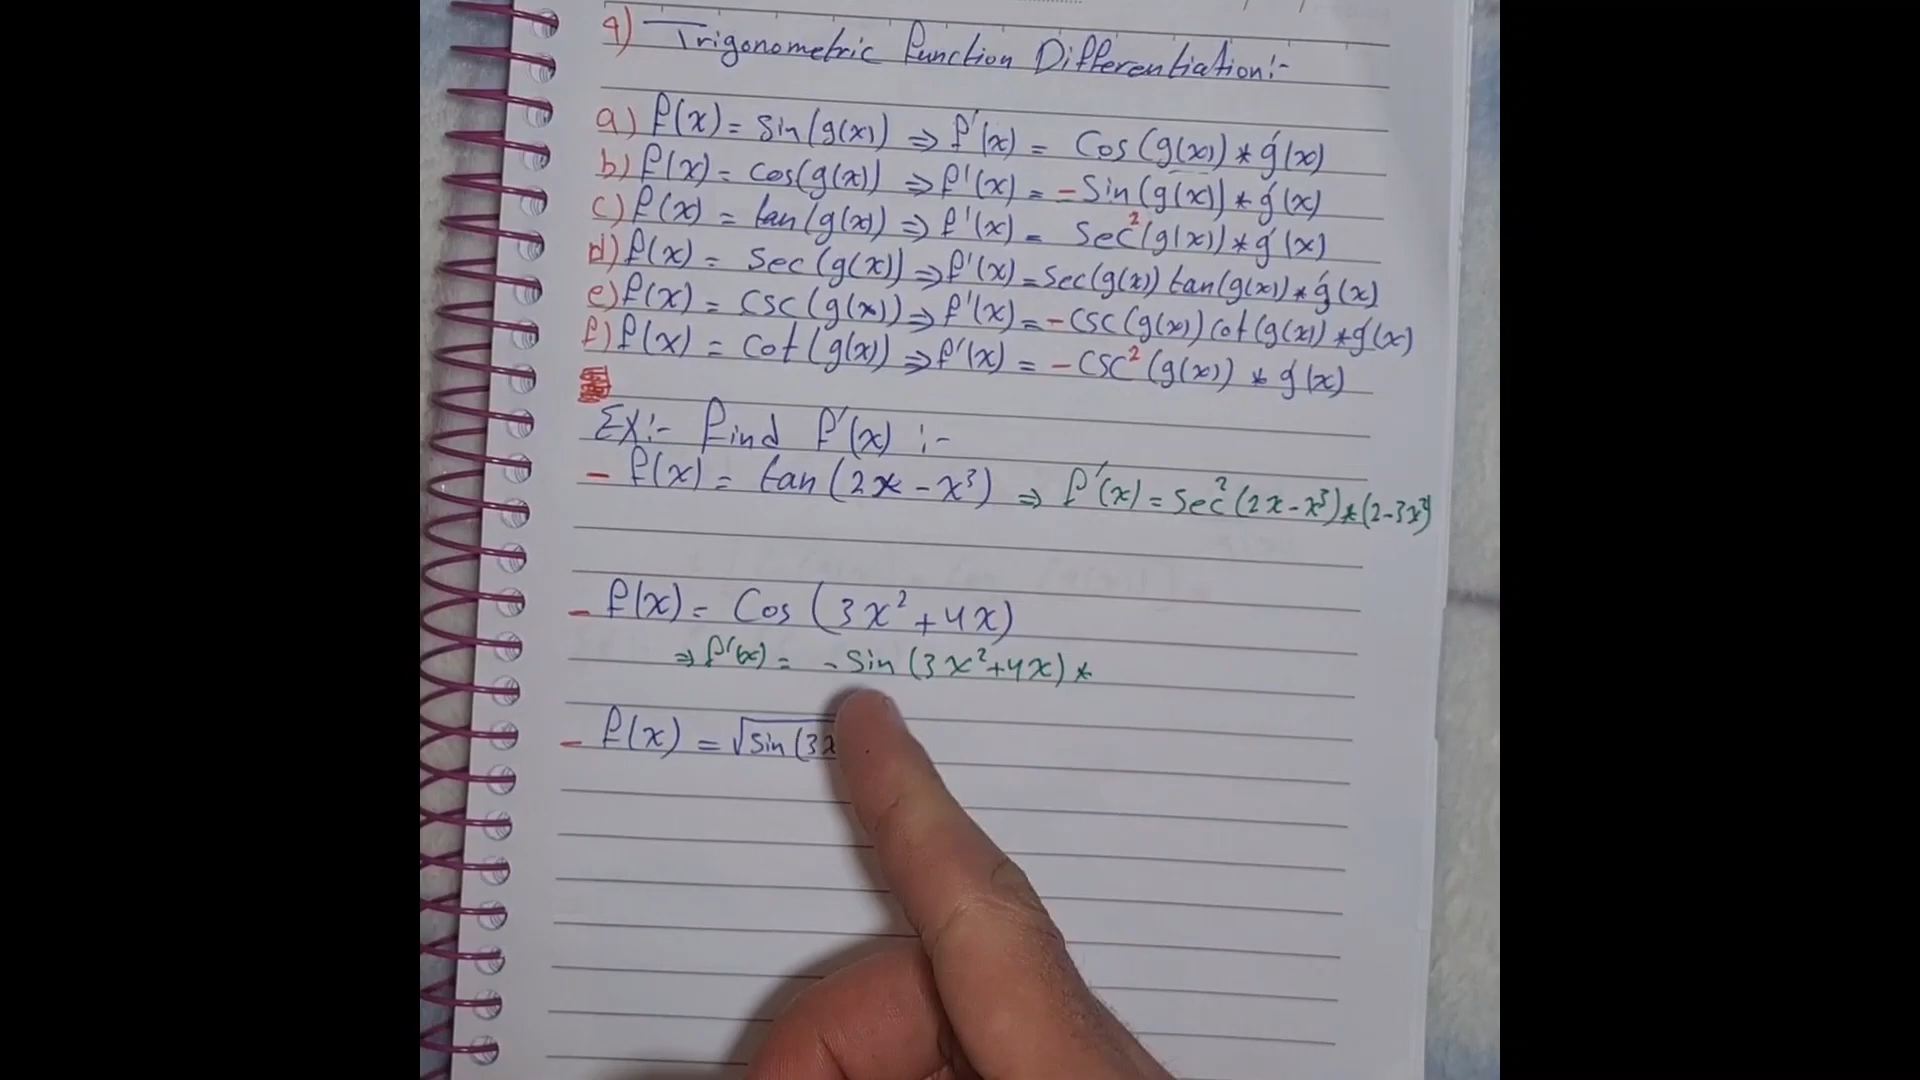 4) Trigonometric Function Differentiation:-
a) f(x) = Sin(g(x)) ⇒ f'(x) = Cos(g(x)) * g'(x)
b) f(x) = Cos(g(x)) ⇒ f'(x) = -Sin(g(x)) * g'(x)
c) f(x) = tan(g(x)) ⇒ f'(x) = Sec²(g(x)) * g'(x)
d) f(x) = Sec(g(x)) ⇒ f'(x) = Sec(g(x)) tan(g(x)) * g'(x)
e) f(x) = CSC(g(x)) ⇒ f'(x) = -CSC(g(x)) Cot(g(x)) * g'(x)
f) f(x) = Cot(g(x)) ⇒ f'(x) = -CSC²(g(x)) * g'(x)
EX:- Find f'(x) :-
- f(x) = tan(2x - x³) ⇒ f'(x) = Sec²(2x - x³) * (2-3x²)
- f(x) = Cos(3x² + 4x)
⇒ f'(x) = -Sin(3x²+4x) *
- f(x) = √Sin(3x